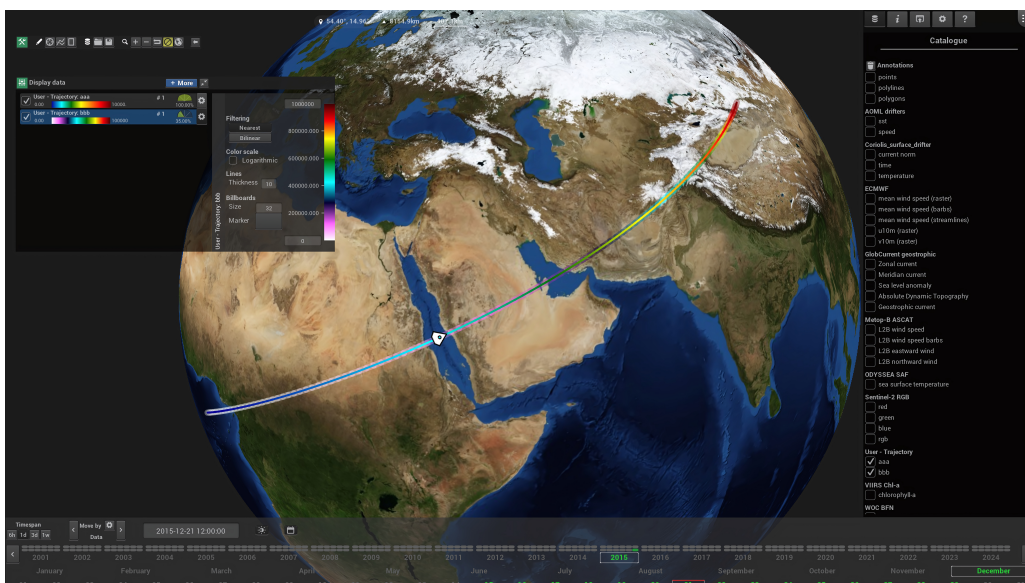 54.40°, 14.96° 8154.9km
Display data
+ More
User - Trajectory: aaa
# 1
0.00
10000
100.00%
User - Trajectory: bbb
# 1
0.00
100000
25.00%
User - Trajectory: bbb
Filtering
Nearest
Bilinear
Color scale
Logarithmic
Lines
Thickness
10
Billboards
Size
32
Marker
1000000
800000.000
600000.000
400000.000
200000.000
0
i
?
Catalogue
Annotations
points
polylines
polygons
AOML drifters
sst
speed
Coriolis_surface_drifter
current norm
time
temperature
ECMWF
mean wind speed (raster)
mean wind speed (barbs)
mean wind speed (streamlines)
u10m (raster)
v10m (raster)
GlobCurrent geostrophic
Zonal current
Meridian current
Sea level anomaly
Absolute Dynamic Topography
Geostrophic current
Metop-B ASCAT
L2B wind speed
L2B wind speed barbs
L2B eastward wind
L2B northward wind
ODYSSEA SAF
sea surface temperature
Sentinel-2 RGB
red
green
blue
rgb
User - Trajectory
aaa
bbb
VIIRS Chl-a
chlorophyll-a
WOC BFN
Timespan
6h 1d 3d 1w
Move by
Data
2015-12-21 12:00:00
2001 2002 2003 2004 2005 2006 2007 2008 2009 2010 2011 2012 2013 2014 2015 2016 2017 2018 2019 2020 2021 2022 2023 2024
January February March April May June July August September October November December